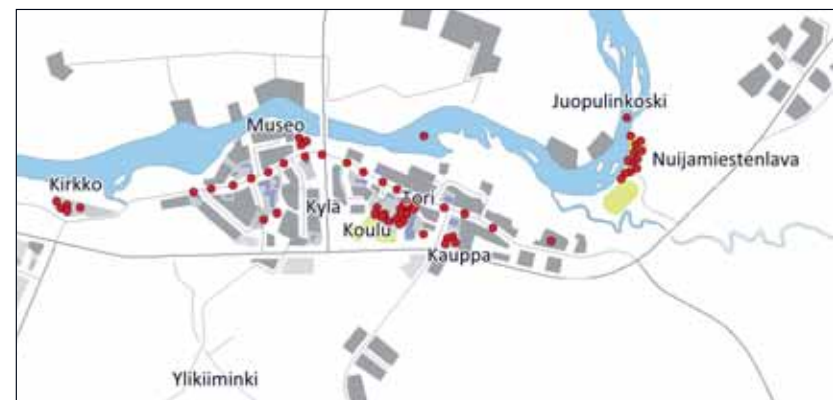 Juopulinkoski
Museo
Nuijamiestenlava
Kirkko
Kylä
Tori
Koulu
Kauppa
Ylikiiminki